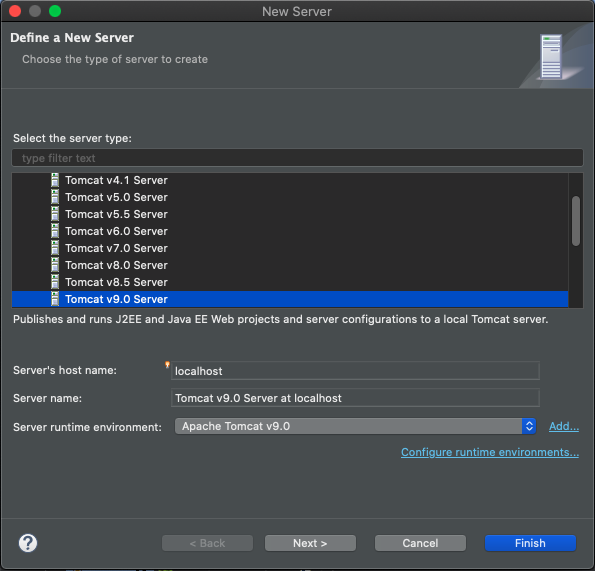 New Server
Define a New Server
Choose the type of server to create
Select the server type:
type filter text
Tomcat v4.1 Server
Tomcat v5.0 Server
Tomcat v5.5 Server
Tomcat v6.0 Server
Tomcat v7.0 Server
Tomcat v8.0 Server
Tomcat v8.5 Server
Tomcat v9.0 Server
Publishes and runs J2EE and Java EE Web projects and server configurations to a local Tomcat server.
Server's host name: localhost
Server name: Tomcat v9.0 Server at localhost
Server runtime environment: Apache Tomcat v9.0 Add...
Configure runtime environments...
? < Back Next > Cancel Finish